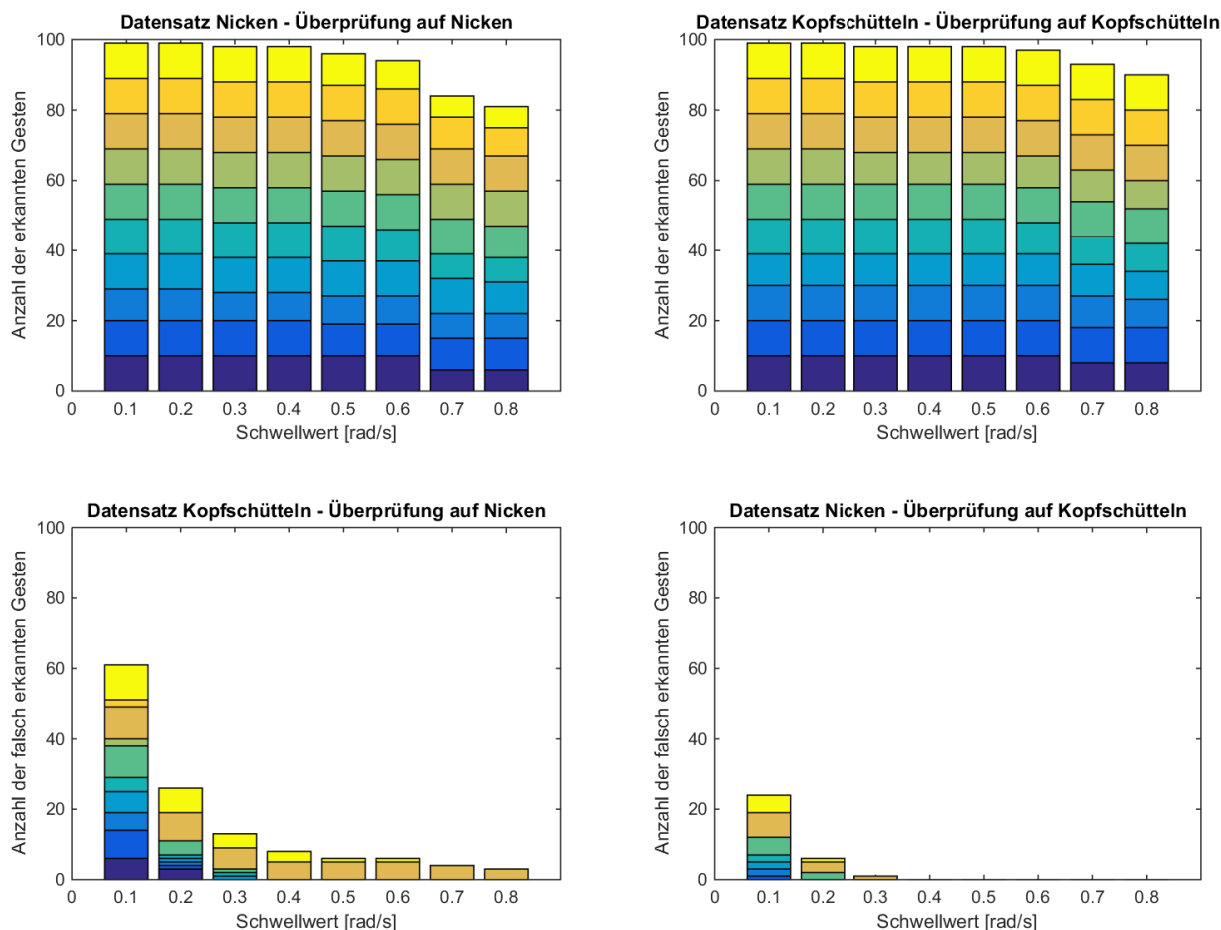 Datensatz Nicken - Überprüfung auf Nicken
Anzahl der erkannten Gesten
100
80
60
40
20
0
0 0.1 0.2 0.3 0.4 0.5 0.6 0.7 0.8
Schwellwert [rad/s]
Datensatz Kopfschütteln - Überprüfung auf Kopfschütteln
Anzahl der erkannten Gesten
100
80
60
40
20
0
0 0.1 0.2 0.3 0.4 0.5 0.6 0.7 0.8
Schwellwert [rad/s]
Datensatz Kopfschütteln - Überprüfung auf Nicken
Anzahl der falsch erkannten Gesten
100
80
60
40
20
0
0 0.1 0.2 0.3 0.4 0.5 0.6 0.7 0.8
Schwellwert [rad/s]
Datensatz Nicken - Überprüfung auf Kopfschütteln
Anzahl der falsch erkannten Gesten
100
80
60
40
20
0
0 0.1 0.2 0.3 0.4 0.5 0.6 0.7 0.8
Schwellwert [rad/s]